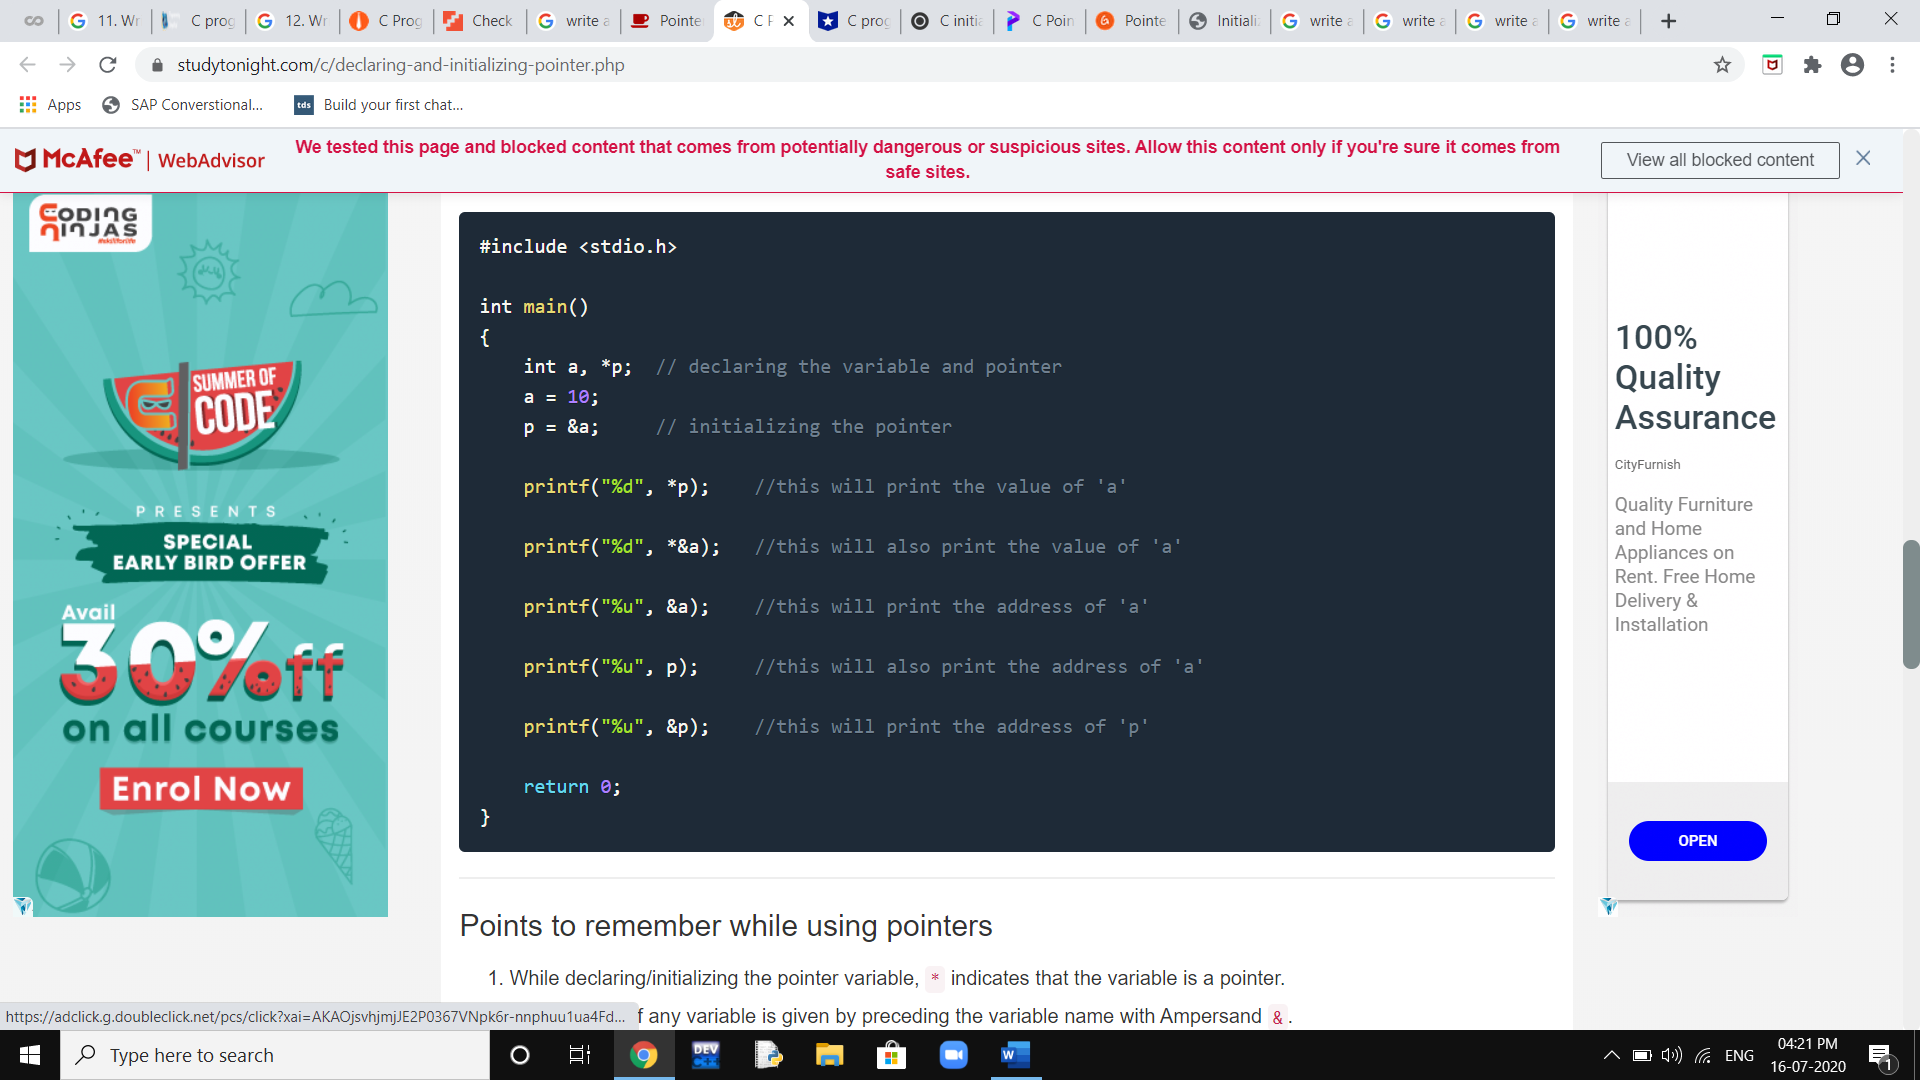 11. Wr
C prog
12. Wr
C Prog
Check
write a
Pointe
C P
C prog
C initia
C Poin
Pointe
Initiali
write a
write a
write a
write a
studytonight.com/c/declaring-and-initializing-pointer.php
Apps
SAP Converstional...
tds
Build your first chat...
McAfee™ | WebAdvisor
We tested this page and blocked content that comes from potentially dangerous or suspicious sites. Allow this content only if you're sure it comes from
safe sites.
View all blocked content
CODING
NINJAS
SUMMER OF
CODE
PRESENTS
SPECIAL
EARLY BIRD OFFER
Avail
30%off
on all courses
Enrol Now
#include <stdio.h>
int main()
{
int a, *p;  // declaring the variable and pointer
a = 10;
p = &a;     // initializing the pointer
printf("%d", *p);    //this will print the value of 'a'
printf("%d", *&a);   //this will also print the value of 'a'
printf("%u", &a);    //this will print the address of 'a'
printf("%u", p);     //this will also print the address of 'a'
printf("%u", &p);    //this will print the address of 'p'
return 0;
}
100%
Quality
Assurance
CityFurnish
Quality Furniture
and Home
Appliances on
Rent. Free Home
Delivery &
Installation
OPEN
Points to remember while using pointers
1. While declaring/initializing the pointer variable, * indicates that the variable is a pointer.
f any variable is given by preceding the variable name with Ampersand & .
https://adclick.g.doubleclick.net/pcs/click?xai=AKAOjsvhjmjJE2P0367VNpk6r-nnphuu1ua4Fd...
Type here to search
DEV
C++
W
ENG
04:21 PM
16-07-2020
1